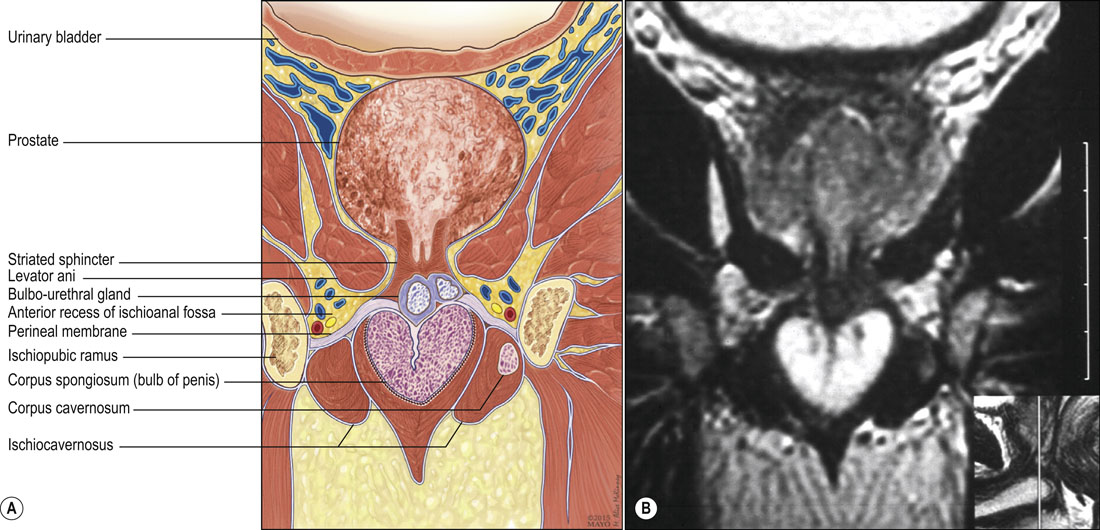 Urinary bladder
Prostate
Striated sphincter
Levator ani
Bulbo-urethral gland
Anterior recess of ischioanal fossa
Perineal membrane
Ischiopubic ramus
Corpus spongiosum (bulb of penis)
Corpus cavernosum
Ischiocavernosus
A
©2015
MAYO
B